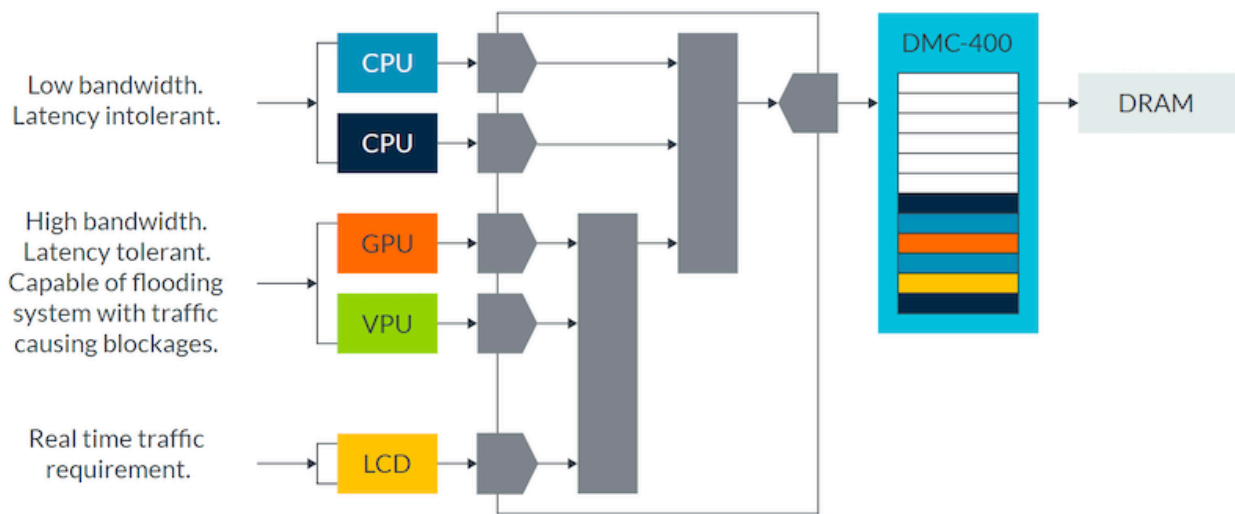 Low bandwidth.
Latency intolerant.
CPU
CPU
High bandwidth.
Latency tolerant.
Capable of flooding
system with traffic
causing blockages.
GPU
VPU
Real time traffic
requirement.
LCD
DMC-400
DRAM